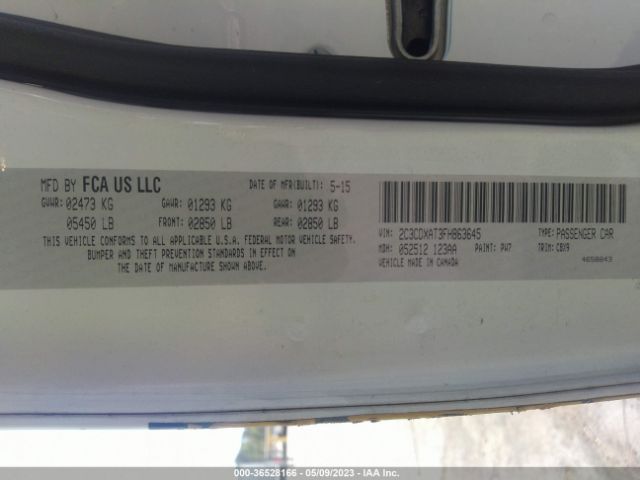 MFD BY FCA US LLC
DATE OF MFR(BUILT): 5-15
GVWR: 02473 KG GAWR: 01293 KG GAWR: 01293 KG
05450 LB FRONT: 02850 LB REAR: 02850 LB
THIS VEHICLE CONFORMS TO ALL APPLICABLE U.S.A. FEDERAL MOTOR VEHICLE SAFETY,
BUMPER AND THEFT PREVENTION STANDARDS IN EFFECT ON
THE DATE OF MANUFACTURE SHOWN ABOVE.
VIN: 2C3CDXAT3FH863645 TYPE: PASSENGER CAR
MDH: 052512 123AA PAINT: PW7 TRIM: CBX9
VEHICLE MADE IN CANADA
000-36528166 - 05/09/2023 - IAA Inc.